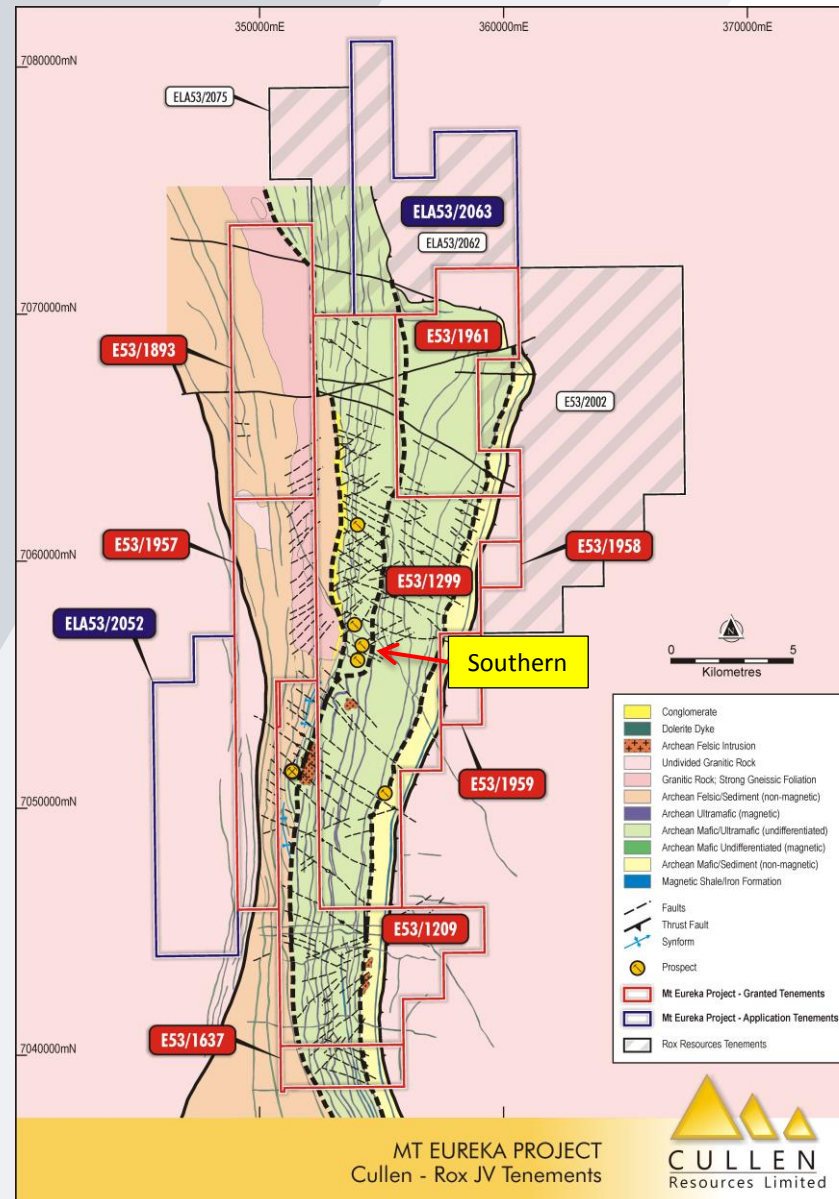 350000mE
360000mE
370000mE
7080000mN
ELA53/2075
ELA53/2063
ELA53/2062
7070000mN
E53/1961
E53/1893
E53/2002
E53/1957
7060000mN
E53/1958
E53/1299
ELA53/2052
N
Southern
0 5
Kilometres
E53/1959
7050000mN
E53/1209
E53/1637
7040000mN
Conglomerate
Dolerite Dyke
Archean Felsic Intrusion
Undivided Granitic Rock
Granitic Rock; Strong Gneissic Foliation
Archean Felsic/Sediment (non-magnetic)
Archean Ultramafic (magnetic)
Archean Mafic/Ultramafic (undifferentiated)
Archean Mafic Undifferentiated (magnetic)
Archean Mafic/Sediment (non-magnetic)
Magnetic Shale/Iron Formation
Faults
Thrust Fault
Synform
Prospect
Mt Eureka Project - Granted Tenements
Mt Eureka Project - Application Tenements
Rox Resources Tenements
MT EUREKA PROJECT
Cullen - Rox JV Tenements
CULLEN
Resources Limited